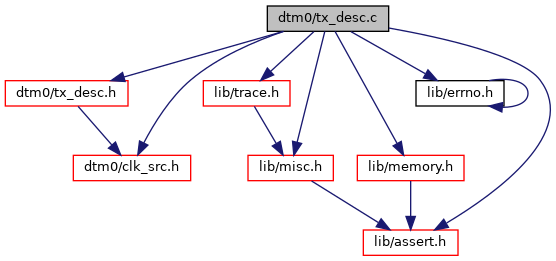 dtm0/tx_desc.c
dtm0/tx_desc.h
lib/trace.h
lib/errno.h
dtm0/clk_src.h
lib/misc.h
lib/memory.h
lib/assert.h